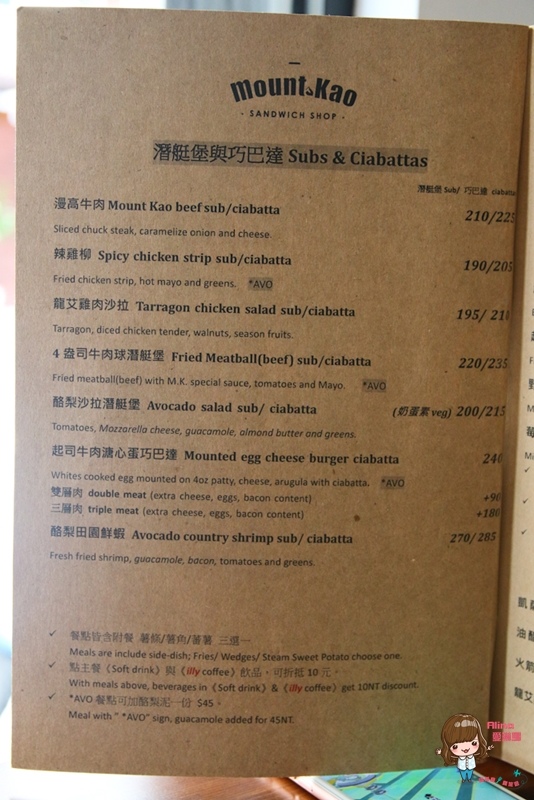 mount Kao
- SANDWICH SHOP -
潛艇堡與巧巴達 Subs & Ciabattas
潛艇堡 Sub/ 巧巴達 ciabatta
漫高牛肉 Mount Kao beef sub/ciabatta 210/225
Sliced chuck steak, caramelize onion and cheese.
辣雞柳 Spicy chicken strip sub/ciabatta 190/205
Fried chicken strip, hot mayo and greens. *AVO
龍艾雞肉沙拉 Tarragon chicken salad sub/ciabatta 195/ 210
Tarragon, diced chicken tender, walnuts, season fruits.
4 盎司牛肉球潛艇堡 Fried Meatball(beef) sub/ciabatta 220/235
Fried meatball(beef) with M.K. special sauce, tomatoes and Mayo. *AVO
酪梨沙拉潛艇堡 Avocado salad sub/ ciabatta (奶蛋素 veg) 200/215
Tomatoes, Mozzarella cheese, guacamole, almond butter and greens.
起司牛肉溏心蛋巧巴達 Mounted egg cheese burger ciabatta 240
Whites cooked egg mounted on 4oz patty, cheese, arugula with ciabatta. *AVO
雙層肉 double meat (extra cheese, eggs, bacon content) +90
三層肉 triple meat (extra cheese, eggs, bacon content) +180
酪梨田園鮮蝦 Avocado country shrimp sub/ ciabatta 270/ 285
Fresh fried shrimp, guacamole, bacon, tomatoes and greens.
✓ 餐點皆含附餐 薯條/薯角/蕃薯 三選一
Meals are include side-dish; Fries/ Wedges/ Steam Sweet Potato choose one.
✓ 點主餐《Soft drink》與《illy coffee》飲品，可折抵 10 元。
With meals above, beverages in《Soft drink》&《illy coffee》get 10NT discount.
✓ *AVO 餐點可加酪梨泥一份 $45。
Meal with " *AVO" sign, guacamole added for 45NT.
凱
油
火
龍艾
Alina